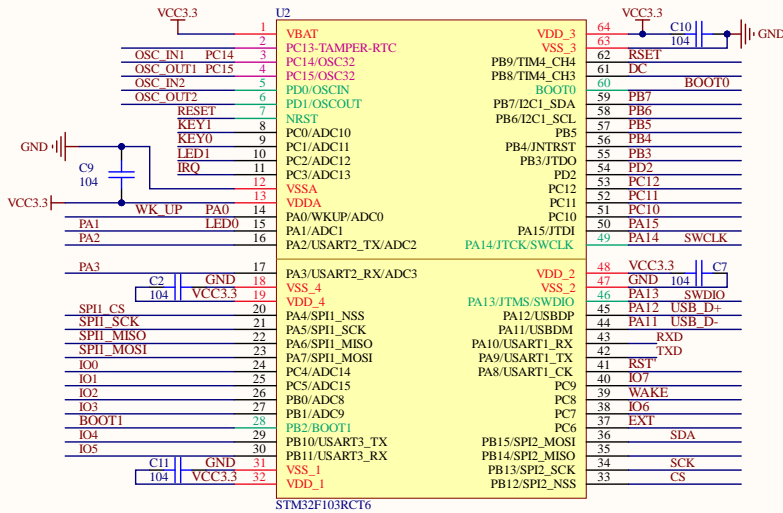 VCC3.3 U2 VCC3.3 C10
1 VBAT VDD_3 64 104 GND
2 PC13-TAMPER-RTC VSS_3 63
OSC_IN1 PC14 3 PC14/OSC32 PB9/TIM4_CH4 62 RSET
OSC_OUT1 PC15 4 PC15/OSC32 PB8/TIM4_CH3 61 DC
OSC_IN2 5 PD0/OSCIN BOOT0 60 BOOT0
OSC_OUT2 6 PD1/OSCOUT PB7/I2C1_SDA 59 PB7
RESET 7 NRST PB6/I2C1_SCL 58 PB6
KEY1 8 PC0/ADC10 PB5 57 PB5
GND KEY0 9 PC1/ADC11 PB4/JNTRST 56 PB4
LED1 10 PC2/ADC12 PB3/JTDO 55 PB3
C9 104 IRQ 11 PC3/ADC13 PD2 54 PD2
12 VSSA PC12 53 PC12
VCC3.3 13 VDDA PC11 52 PC11
WK_UP PA0 14 PA0/WKUP/ADC0 PC10 51 PC10
PA1 LED0 15 PA1/ADC1 PA15/JTDI 50 PA15
PA2 16 PA2/USART2_TX/ADC2 PA14/JTCK/SWCLK 49 PA14 SWCLK
PA3 17 PA3/USART2_RX/ADC3 VDD_2 48 VCC3.3 C7
C2 GND 18 VSS_4 VSS_2 47 GND 104
104 VCC3.3 19 VDD_4 PA13/JTMS/SWDIO 46 PA13 SWDIO
SPI1_CS 20 PA4/SPI1_NSS PA12/USBDP 45 PA12 USB_D+
SPI1_SCK 21 PA5/SPI1_SCK PA11/USBDM 44 PA11 USB_D-
SPI1_MISO 22 PA6/SPI1_MISO PA10/USART1_RX 43 RXD
SPI1_MOSI 23 PA7/SPI1_MOSI PA9/USART1_TX 42 TXD
IO0 24 PC4/ADC14 PA8/USART1_CK 41 RST'
IO1 25 PC5/ADC15 PC9 40 IO7
IO2 26 PB0/ADC8 PC8 39 WAKE
IO3 27 PB1/ADC9 PC7 38 IO6
BOOT1 28 PB2/BOOT1 PC6 37 EXT
IO4 29 PB10/USART3_TX PB15/SPI2_MOSI 36 SDA
IO5 30 PB11/USART3_RX PB14/SPI2_MISO 35
C11 GND 31 VSS_1 PB13/SPI2_SCK 34 SCK
104 VCC3.3 32 VDD_1 PB12/SPI2_NSS 33 CS
STM32F103RCT6